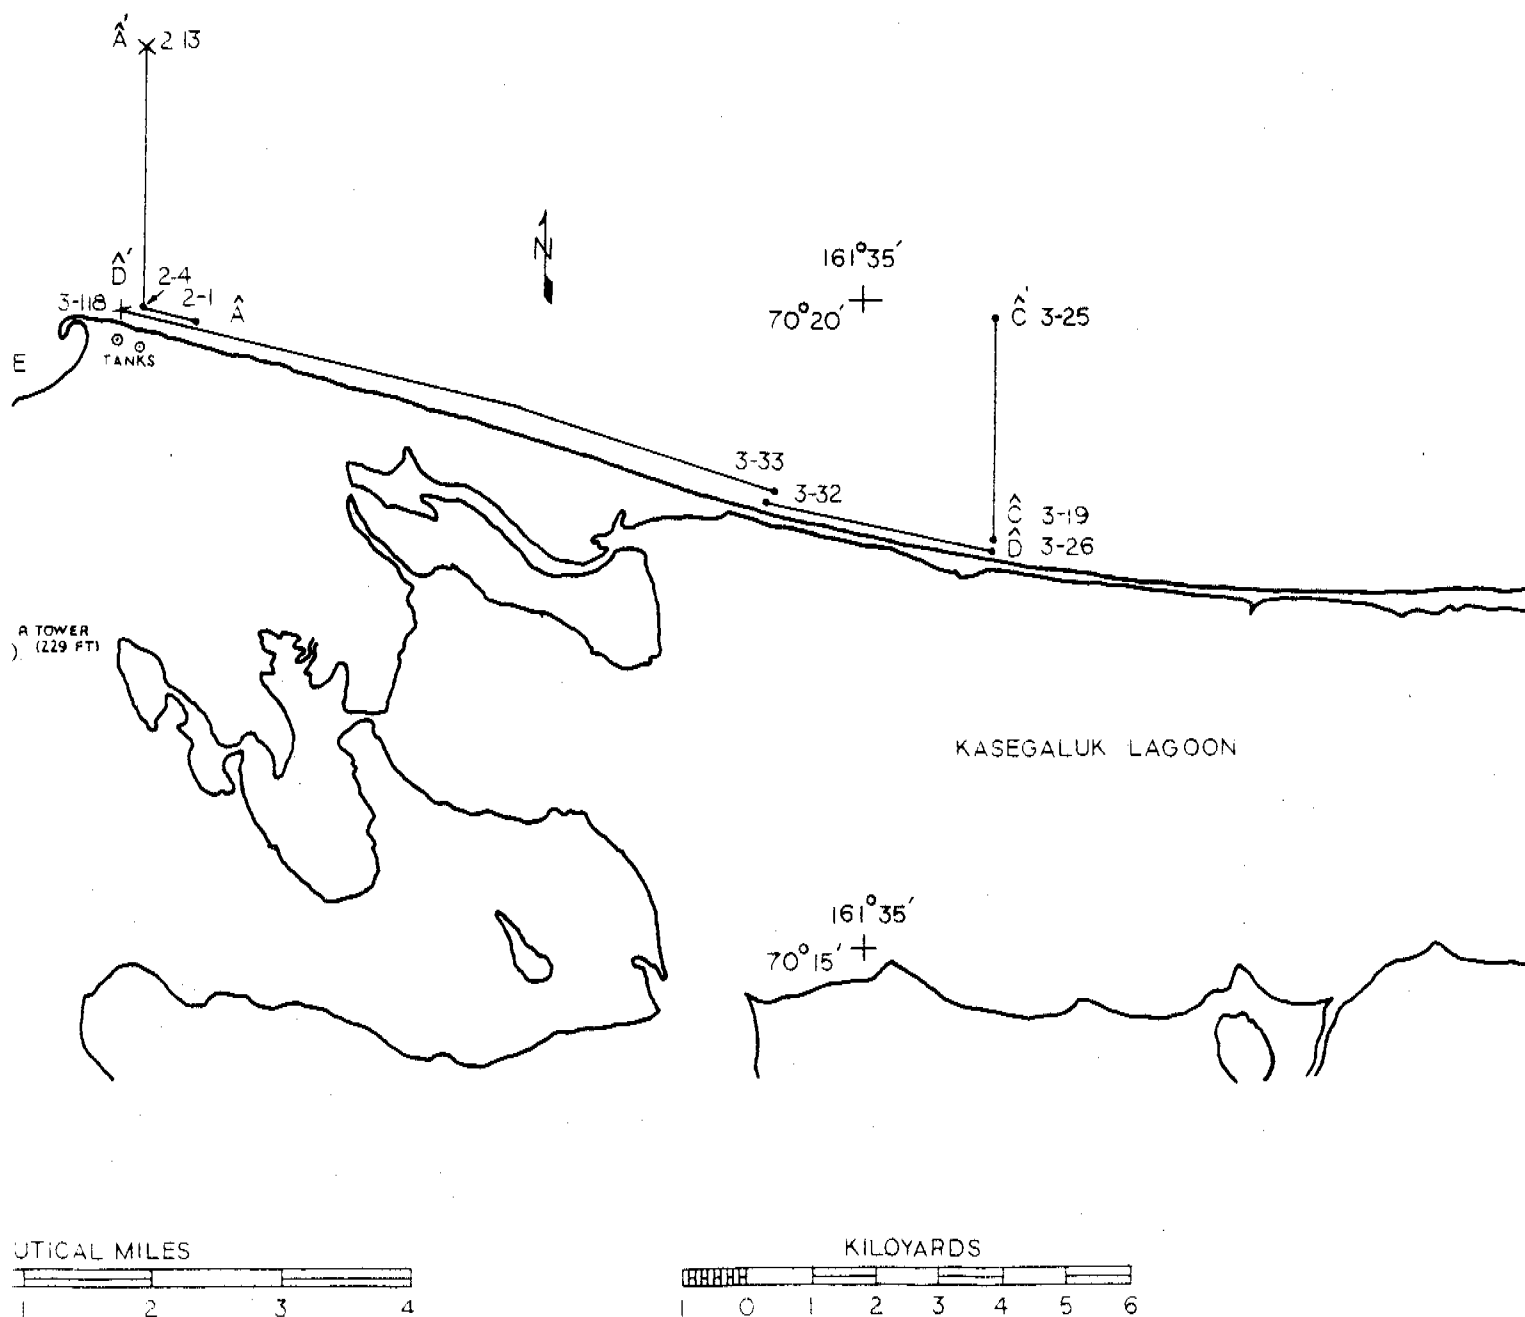 Â′ 2 13
N
161°35′
70°20′
D̂′
2-4
3-118
2-1
Â
Ĉ′ 3-25
E
TANKS
3-33
3-32
Ĉ 3-19
D̂ 3-26
A TOWER
) (229 FT)
KASEGALUK LAGOON
161°35′
70°15′
UTICAL MILES
1 2 3 4
KILOYARDS
1 0 1 2 3 4 5 6